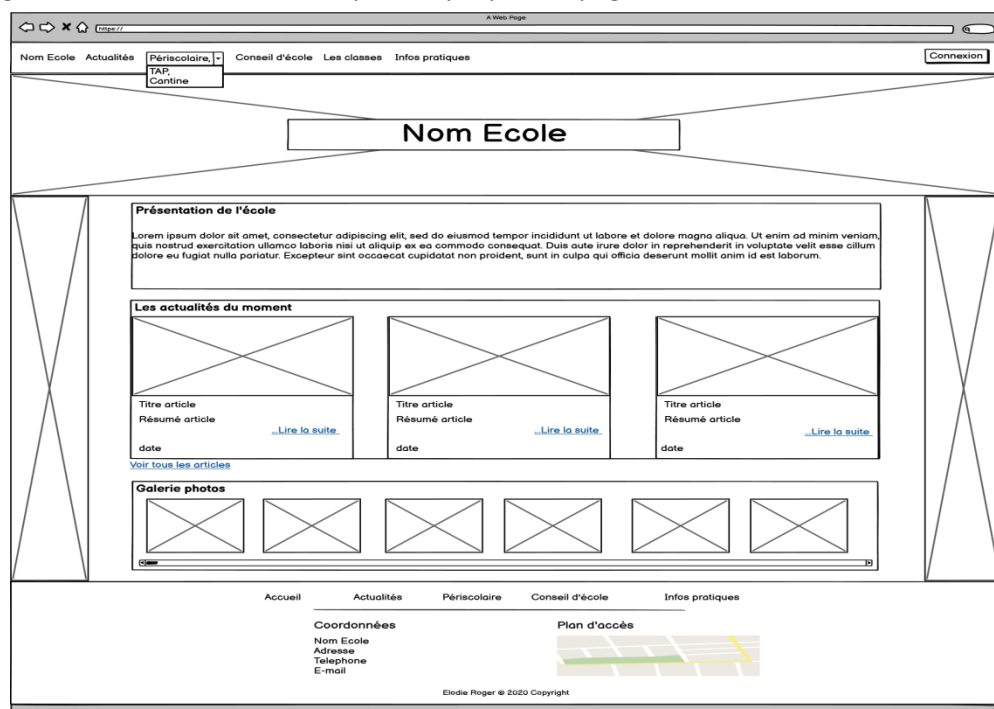 A Web Page
https://
Nom Ecole Actualités Périscolaire, Conseil d'école Les classes Infos pratiques Connexion
TAP,
Cantine
Nom Ecole
Présentation de l'école
Lorem ipsum dolor sit amet, consectetur adipiscing elit, sed do eiusmod tempor incididunt ut labore et dolore magna aliqua. Ut enim ad minim veniam,
quis nostrud exercitation ullamco laboris nisi ut aliquip ex ea commodo consequat. Duis aute irure dolor in reprehenderit in voluptate velit esse cillum
dolore eu fugiat nulla pariatur. Excepteur sint occaecat cupidatat non proident, sunt in culpa qui officia deserunt mollit anim id est laborum.
Les actualités du moment
Titre article Titre article Titre article
Résumé article Résumé article Résumé article
...Lire la suite ...Lire la suite ...Lire la suite
date date date
Voir tous les articles
Galerie photos
Accueil Actualités Périscolaire Conseil d'école Infos pratiques
Coordonnées Plan d'accès
Nom Ecole
Adresse
Telephone
E-mail
Elodie Roger © 2020 Copyright